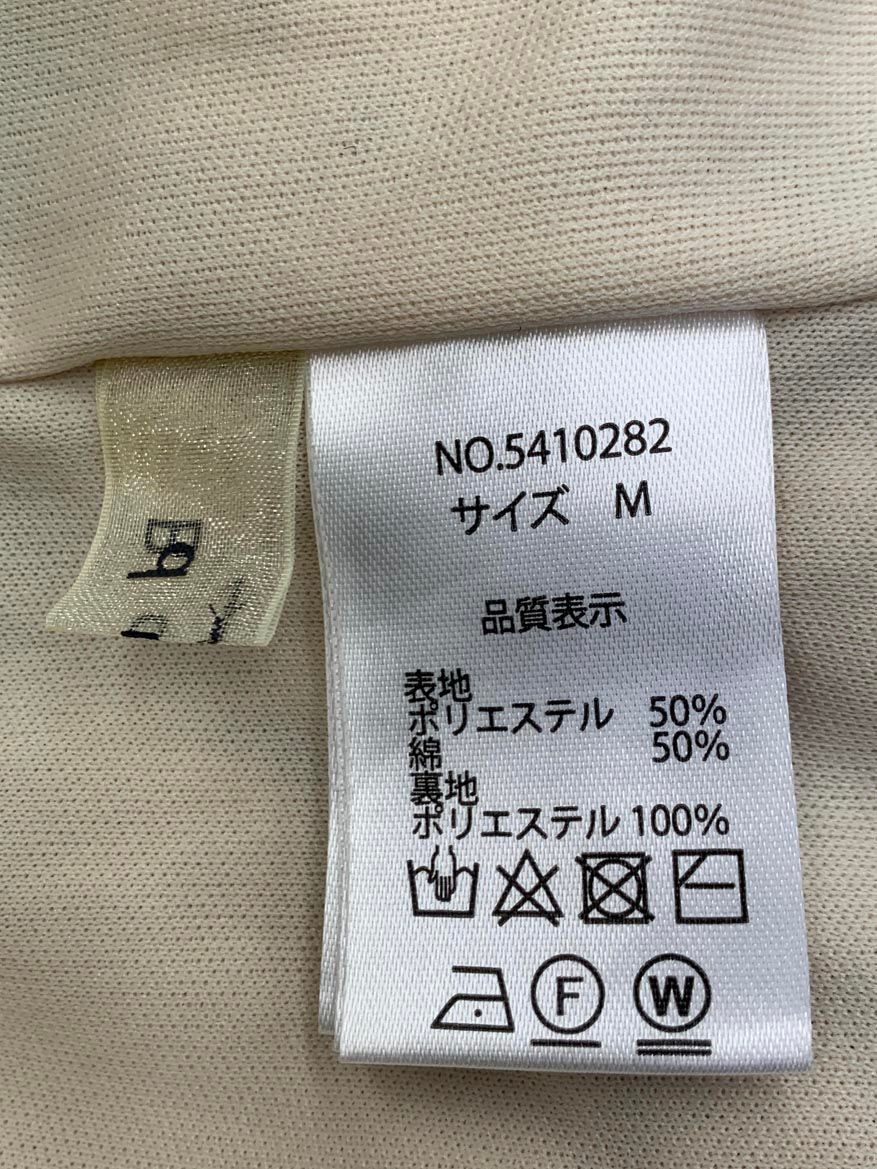 NO.5410282
サイズ M
品質表示
表地
ポリエステル 50%
綿 50%
裏地
ポリエステル 100%
F
W